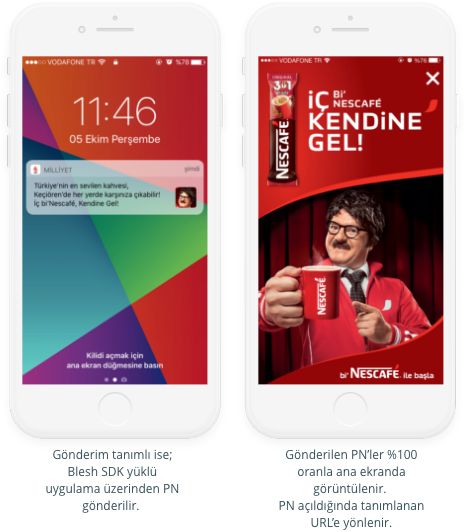 ●●●○○ VODAFONE TR
%78
11:46
05 Ekim Perşembe
MİLLİYET
şimdi
Türkiye'nin en sevilen kahvesi,
Keçiören'de her yerde karşınıza çıkabilir!
İç bi'Nescafé, Kendine Gel!
Kilidi açmak için
ana ekran düğmesine basın
Gönderim tanımlı ise;
Blesh SDK yüklü
uygulama üzerinden PN
gönderilir.
●●●○○ VODAFONE TR
%78
ORIGINAL
3ü1
NESCAFÉ
İÇ Bi'
NESCAFÉ
KENDiNE
GEL!
NESCAFÉ
bi' NESCAFÉ ile başla
Gönderilen PN'ler %100
oranla ana ekranda
görüntülenir.
PN açıldığında tanımlanan
URL'e yönlenir.